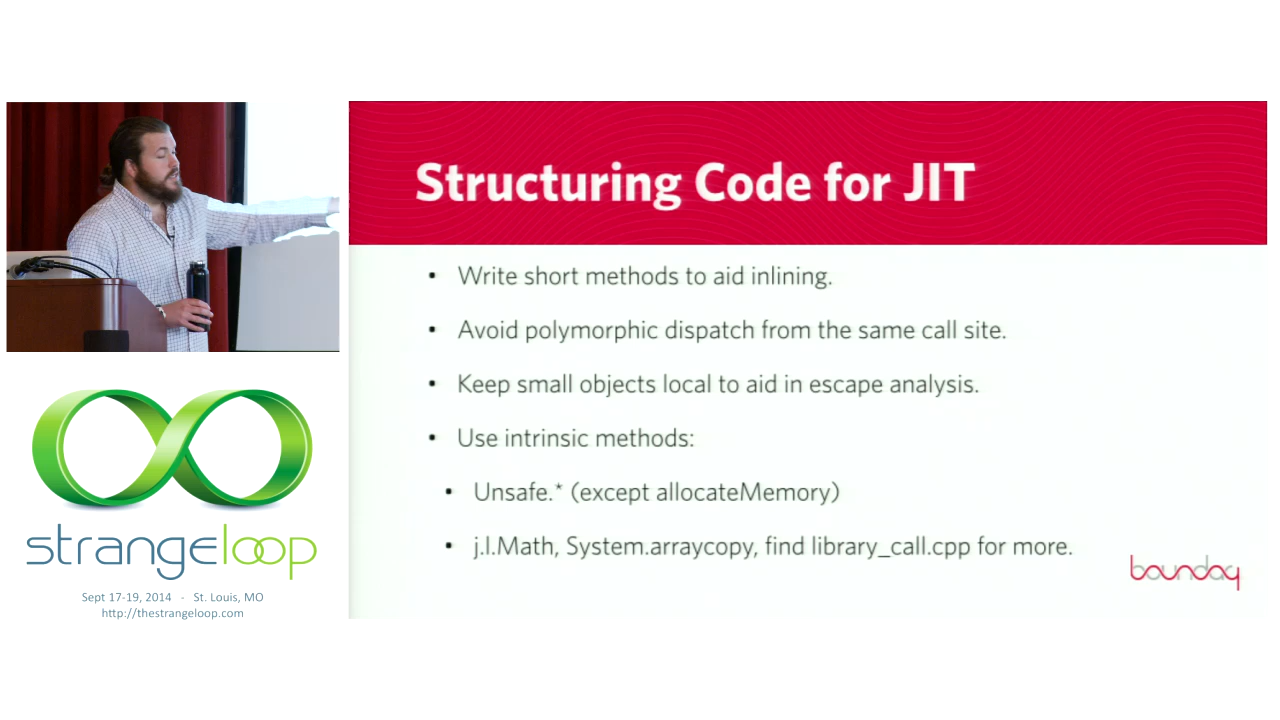 Structuring Code for JIT
• Write short methods to aid inlining.
• Avoid polymorphic dispatch from the same call site.
• Keep small objects local to aid in escape analysis.
• Use intrinsic methods:
• Unsafe.* (except allocateMemory)
• j.l.Math, System.arraycopy, find library_call.cpp for more.
boundary
strangeloop
Sept 17-19, 2014 - St. Louis, MO
http://thestrangeloop.com